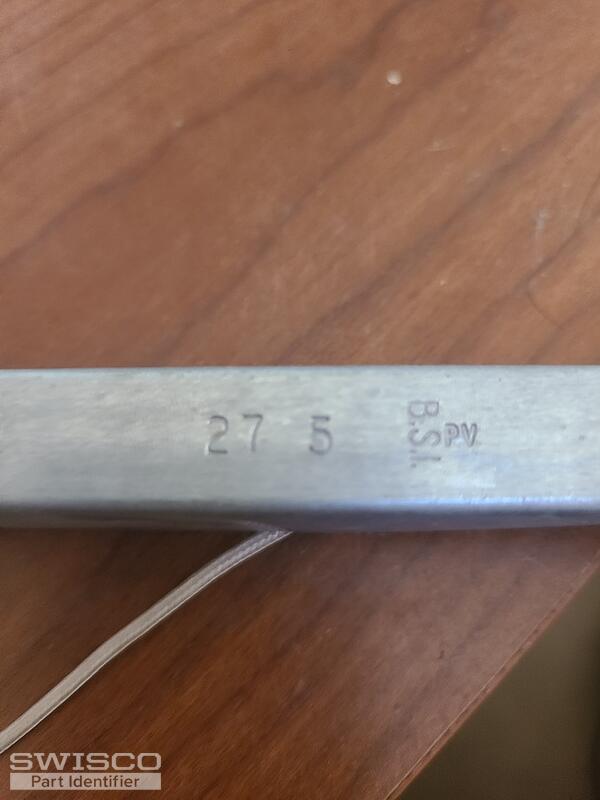 27 5 B.S.I. PV
SWISCO
Part Identifier